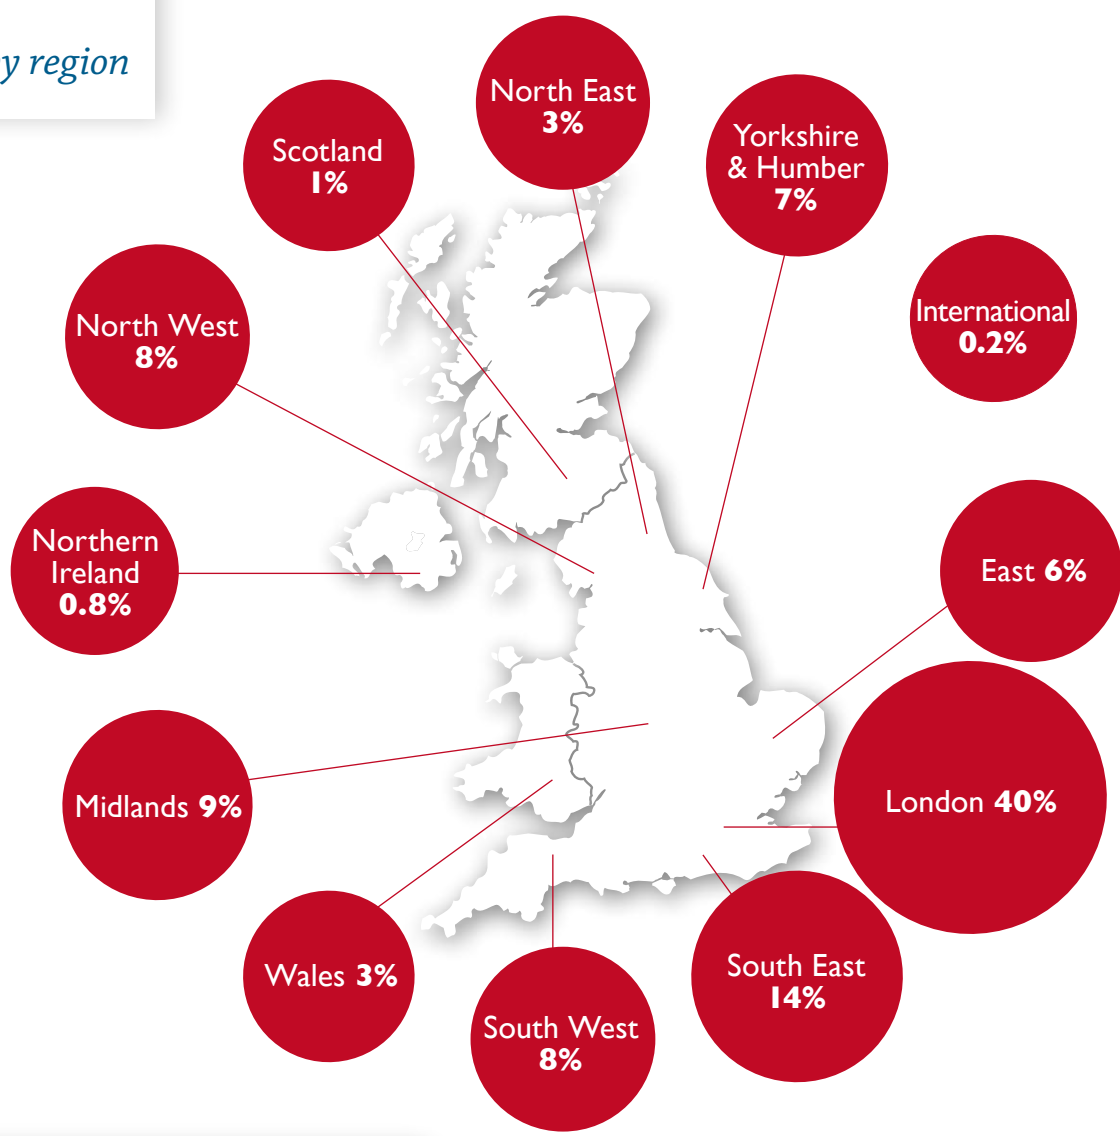 y region
North East
3%
Scotland
1%
Yorkshire
& Humber
7%
North West
8%
International
0.2%
Northern
Ireland
0.8%
East 6%
Midlands 9%
London 40%
Wales 3%
South East
14%
South West
8%